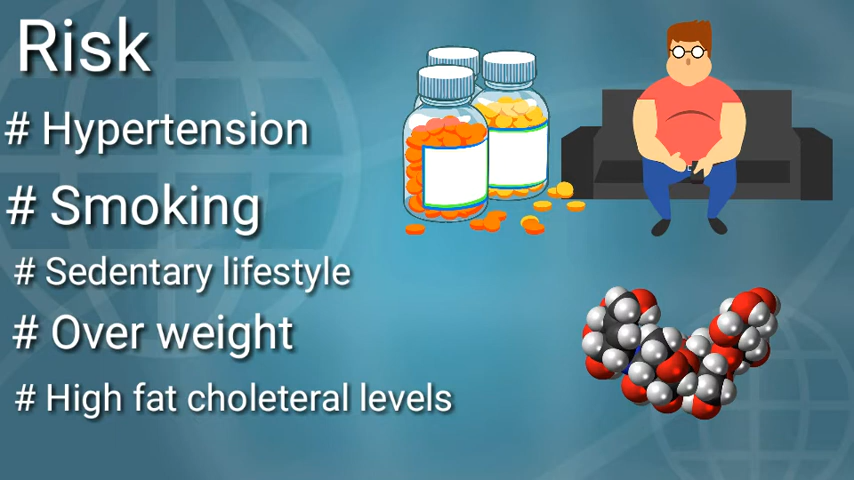 Risk
# Hypertension
# Smoking
# Sedentary lifestyle
# Over weight
# High fat choleteral levels